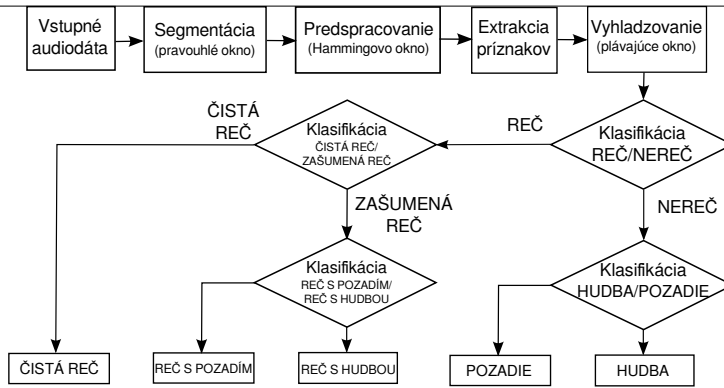 Vstupné
audiodáta
Segmentácia
(pravouhlé okno)
Predspracovanie
(Hammingovo okno)
Extrakcia
príznakov
Vyhladzovanie
(plávajúce okno)
ČISTÁ
REČ
Klasifikácia
ČISTÁ REČ/
ZAŠUMENÁ REČ
REČ
Klasifikácia
REČ/NEREČ
ZAŠUMENÁ
REČ
NEREČ
Klasifikácia
REČ S POZADÍM/
REČ S HUDBOU
Klasifikácia
HUDBA/POZADIE
ČISTÁ REČ
REČ S POZADÍM
REČ S HUDBOU
POZADIE
HUDBA